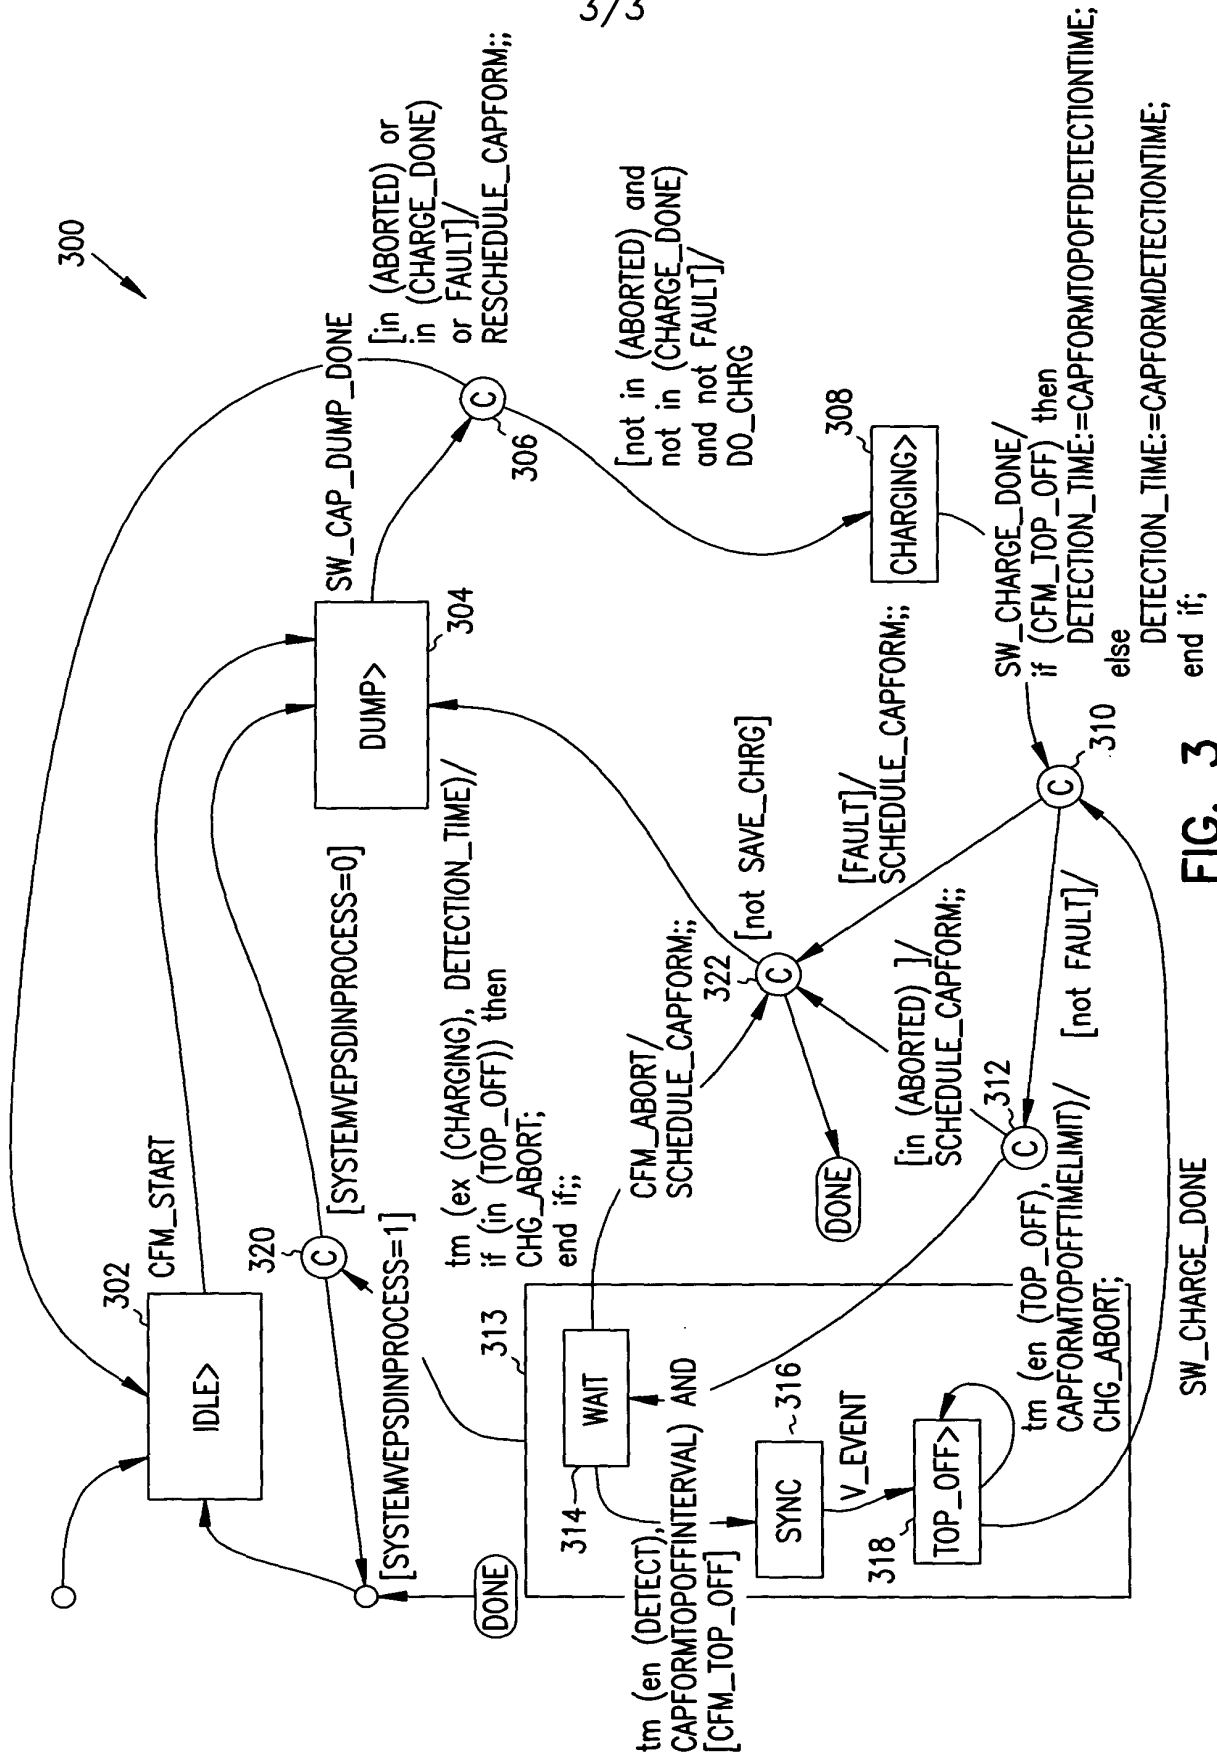 3/3
300
302
IDLE>
CFM_START
320
C
[SYSTEMVEPSDINPROCESS=0]
[SYSTEMVEPSDINPROCESS=1]
DONE
DUMP>
304
SW_CAP_DUMP_DONE
C
306
[in (ABORTED) or
in (CHARGE_DONE)
or FAULT]/
RESCHEDULE_CAPFORM;;
[not in (ABORTED) and
not in (CHARGE_DONE)
and not FAULT]/
DO_CHRG
308
CHARGING>
SW_CHARGE_DONE/
if (CFM_TOP_OFF) then
DETECTION_TIME:=CAPFORMTOPOFFDETECTIONTIME;
else
DETECTION_TIME:=CAPFORMDETECTIONTIME;
end if;
tm (ex (CHARGING), DETECTION_TIME)/
if (in (TOP_OFF)) then
CHG_ABORT;
end if;;
313
WAIT
314
CFM_ABORT/
SCHEDULE_CAPFORM;;
322
C
[not SAVE_CHRG]
[FAULT]/
SCHEDULE_CAPFORM;;
DONE
[in (ABORTED) ]/
SCHEDULE_CAPFORM;;
312
C
[not FAULT]/
310
C
tm (en (DETECT),
CAPFORMTOPOFFINTERVAL) AND
[CFM_TOP_OFF]
SYNC
316
V_EVENT
318
TOP_OFF>
tm (en (TOP_OFF),
CAPFORMTOPOFFTIMELIMIT)/
CHG_ABORT;
SW_CHARGE_DONE
FIG. 3